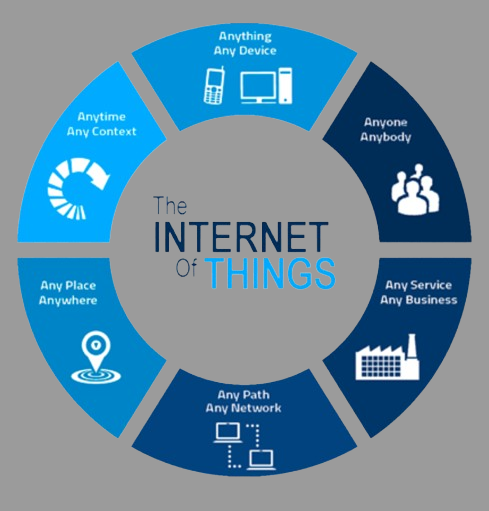 Anything
Any Device
Anyone
Anybody
Any Service
Any Business
Any Path
Any Network
Any Place
Anywhere
Anytime
Any Context
The
INTERNET
Of THINGS